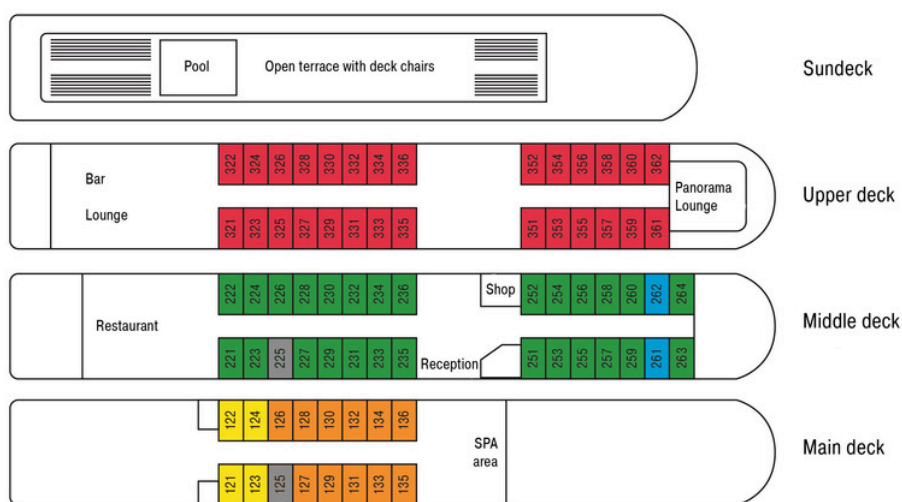 Pool
Open terrace with deck chairs
Sundeck
322 324 326 328 330 332 334 336
352 354 356 358 360 362
Bar
Lounge
Panorama
Lounge
Upper deck
321 323 325 327 329 331 333 335
351 353 355 357 359 361
222 224 226 228 230 232 234 236
Shop
252 254 256 258 260 262 264
Restaurant
Middle deck
221 223 225 227 229 231 233 235
Reception
251 253 255 257 259 261 263
122 124 126 128 130 132 134 136
SPA
area
Main deck
121 123 125 127 129 131 133 135